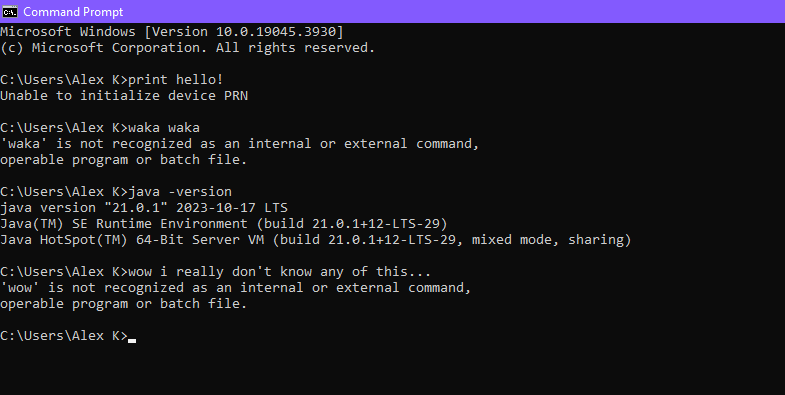 Command Prompt
Microsoft Windows [Version 10.0.19045.3930]
(c) Microsoft Corporation. All rights reserved.
C:\Users\Alex K>print hello!
Unable to initialize device PRN
C:\Users\Alex K>waka waka
'waka' is not recognized as an internal or external command,
operable program or batch file.
C:\Users\Alex K>java -version
java version "21.0.1" 2023-10-17 LTS
Java(TM) SE Runtime Environment (build 21.0.1+12-LTS-29)
Java HotSpot(TM) 64-Bit Server VM (build 21.0.1+12-LTS-29, mixed mode, sharing)
C:\Users\Alex K>wow i really don't know any of this...
'wow' is not recognized as an internal or external command,
operable program or batch file.
C:\Users\Alex K>